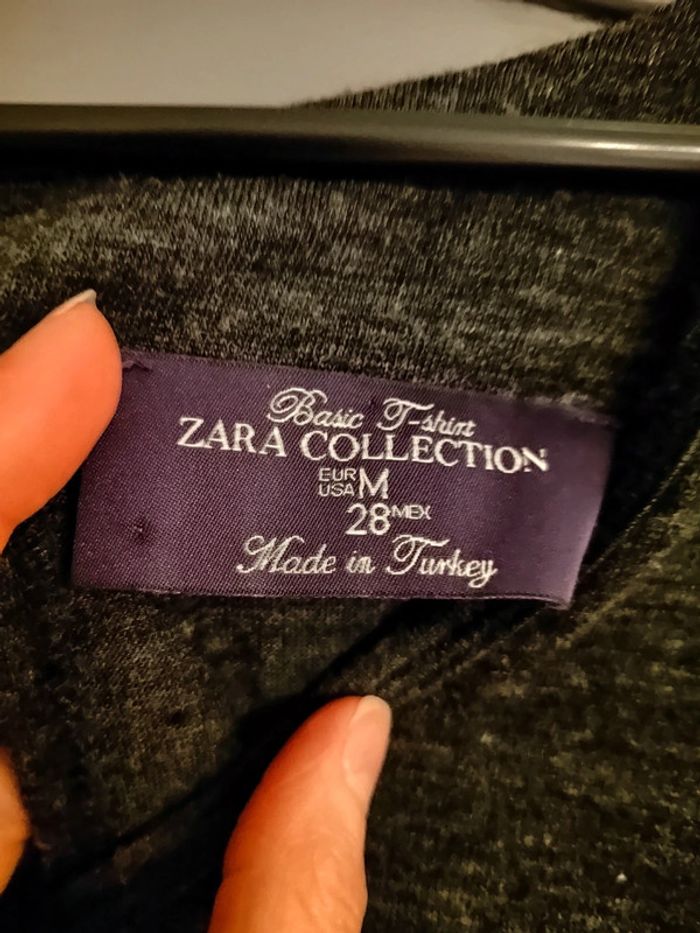 Basic T-shirt
ZARA COLLECTION
EUR USA M
28 MEX
Made in Turkey